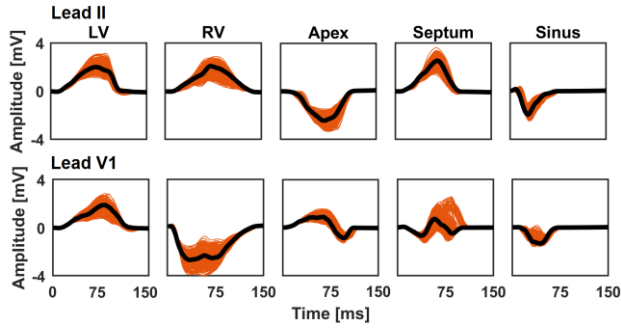 Lead II
LV RV Apex Septum Sinus
Amplitude [mV]
4
0
-4
Lead V1
Amplitude [mV]
4
0
-4
0 75 150 75 150 75 150 75 150 75 150
Time [ms]